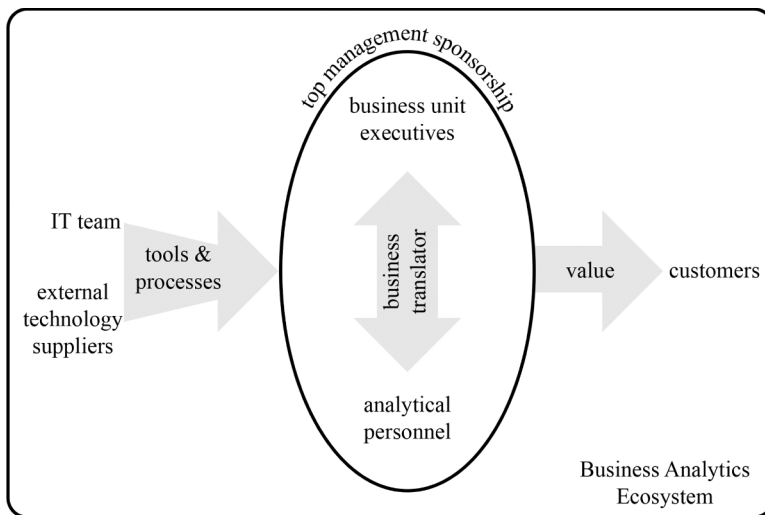 top management sponsorship
business unit
executives
IT team
tools &
processes
external
technology
suppliers
business
translator
value
customers
analytical
personnel
Business Analytics
Ecosystem